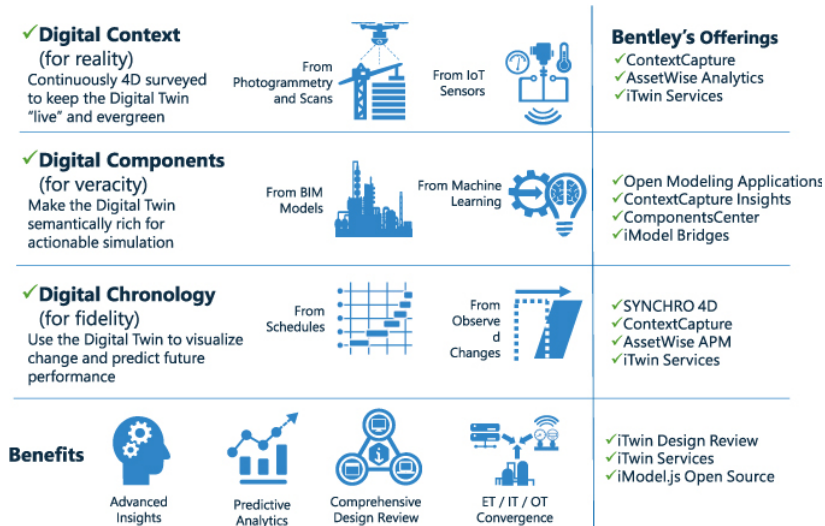 ✓Digital Context
(for reality)
Continuously 4D surveyed
to keep the Digital Twin
"live" and evergreen
From
Photogrammetry
and Scans
From IoT
Sensors
Bentley's Offerings
✓ContextCapture
✓AssetWise Analytics
✓iTwin Services
✓Digital Components
(for veracity)
Make the Digital Twin
semantically rich for
actionable simulation
From BIM
Models
From Machine
Learning
✓Open Modeling Applications
✓ContextCapture Insights
✓ComponentsCenter
✓iModel Bridges
✓Digital Chronology
(for fidelity)
Use the Digital Twin to visualize
change and predict future
performance
From
Schedules
From
Observe
d
Changes
✓SYNCHRO 4D
✓ContextCapture
✓AssetWise APM
✓iTwin Services
Benefits
Advanced
Insights
Predictive
Analytics
Comprehensive
Design Review
ET / IT / OT
Convergence
✓iTwin Design Review
✓iTwin Services
✓iModel.js Open Source